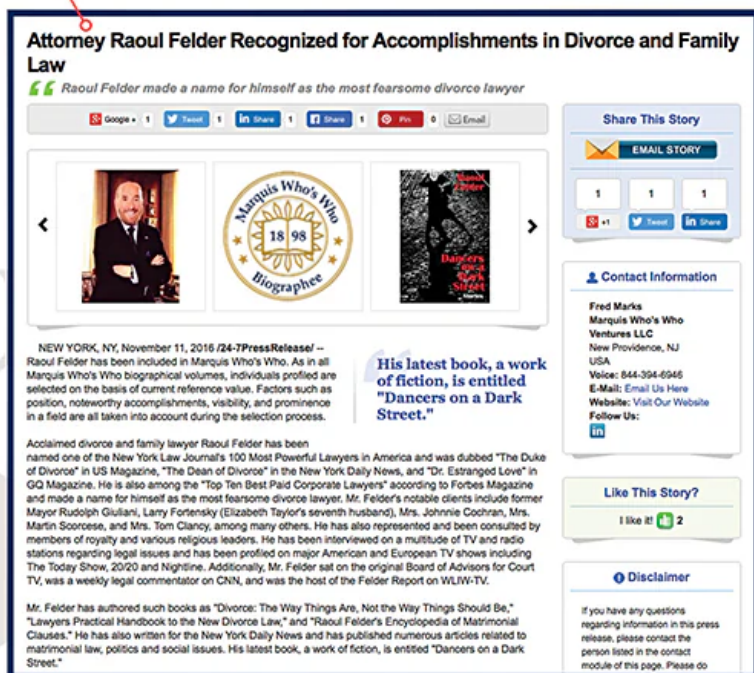 Attorney Raoul Felder Recognized for Accomplishments in Divorce and Family
Law
Raoul Felder made a name for himself as the most fearsome divorce lawyer
Google + 1 Tweet 1 in Share 1 f Share 1 Pin 0 Email
Marquis Who's Who
18 98
Biographee
Raoul
Felder
Dancers
on a
Dark
Street
Stories
NEW YORK, NY, November 11, 2016 /24-7PressRelease/ --
Raoul Felder has been included in Marquis Who's Who. As in all
Marquis Who's Who biographical volumes, individuals profiled are
selected on the basis of current reference value. Factors such as
position, noteworthy accomplishments, visibility, and prominence
in a field are all taken into account during the selection process.
His latest book, a work
of fiction, is entitled
"Dancers on a Dark
Street."
Acclaimed divorce and family lawyer Raoul Felder has been
named one of the New York Law Journal's 100 Most Powerful Lawyers in America and was dubbed "The Duke
of Divorce" in US Magazine, "The Dean of Divorce" in the New York Daily News, and "Dr. Estranged Love" in
GQ Magazine. He is also among the "Top Ten Best Paid Corporate Lawyers" according to Forbes Magazine
and made a name for himself as the most fearsome divorce lawyer. Mr. Felder's notable clients include former
Mayor Rudolph Giuliani, Larry Fortensky (Elizabeth Taylor's seventh husband), Mrs. Johnnie Cochran, Mrs.
Martin Scorcese, and Mrs. Tom Clancy, among many others. He has also represented and been consulted by
members of royalty and various religious leaders. He has been interviewed on a multitude of TV and radio
stations regarding legal issues and has been profiled on major American and European TV shows including
The Today Show, 20/20 and Nightline. Additionally, Mr. Felder sat on the original Board of Advisors for Court
TV, was a weekly legal commentator on CNN, and was the host of the Felder Report on WLIW-TV.
Mr. Felder has authored such books as "Divorce: The Way Things Are, Not the Way Things Should Be,"
"Lawyers Practical Handbook to the New Divorce Law," and "Raoul Felder's Encyclopedia of Matrimonial
Clauses." He has also written for the New York Daily News and has published numerous articles related to
matrimonial law, politics and social issues. His latest book, a work of fiction, is entitled "Dancers on a Dark
Street."
Share This Story
EMAIL STORY
1 1 1
+1 Tweet in Share
Contact Information
Fred Marks
Marquis Who's Who
Ventures LLC
New Providence, NJ
USA
Voice: 844-394-6946
E-Mail: Email Us Here
Website: Visit Our Website
Follow Us:
in
Like This Story?
I like it! 2
Disclaimer
If you have any questions
regarding information in this press
release, please contact the
person listed in the contact
module of this page. Please do